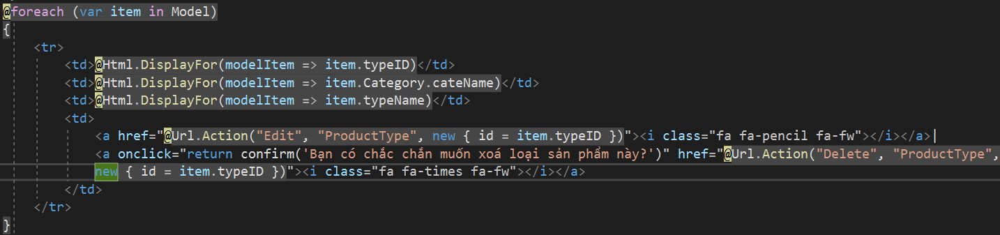 @foreach (var item in Model)
{
<tr>
<td>@Html.DisplayFor(modelItem => item.typeID)</td>
<td>@Html.DisplayFor(modelItem => item.Category.cateName)</td>
<td>@Html.DisplayFor(modelItem => item.typeName)</td>
<td>
<a href="@Url.Action("Edit", "ProductType", new { id = item.typeID })"><i class="fa fa-pencil fa-fw"></i></a>
<a onclick="return confirm('Bạn có chắc chắn muốn xoá loại sản phẩm này?')" href="@Url.Action("Delete", "ProductType",
new { id = item.typeID })"><i class="fa fa-times fa-fw"></i></a>
</td>
</tr>
}